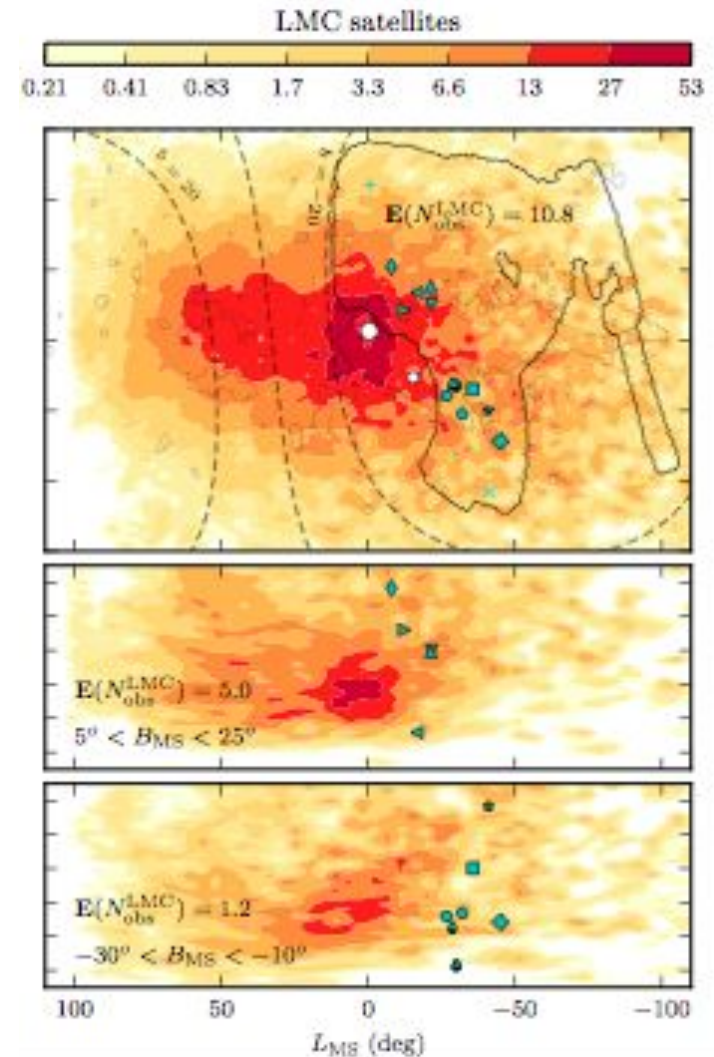 LMC satellites
0.21 0.41 0.83 1.7 3.3 6.6 13 27 53
b = 20
E(N_obs^LMC) = 10.8
E(N_obs^LMC) = 5.0
5° < B_MS < 25°
E(N_obs^LMC) = 1.2
−30° < B_MS < −10°
100 50 0 −50 −100
L_MS (deg)